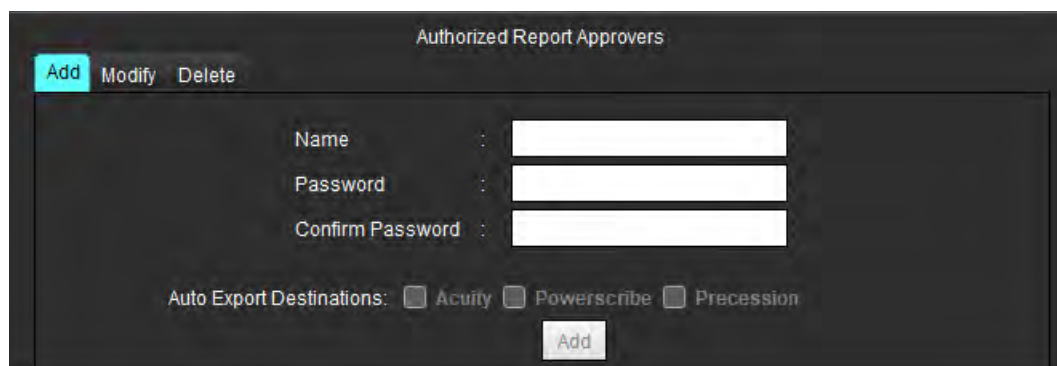 Authorized Report Approvers
Add Modify Delete
Name :
Password :
Confirm Password :
Auto Export Destinations: Acuity Powerscribe Precession
Add